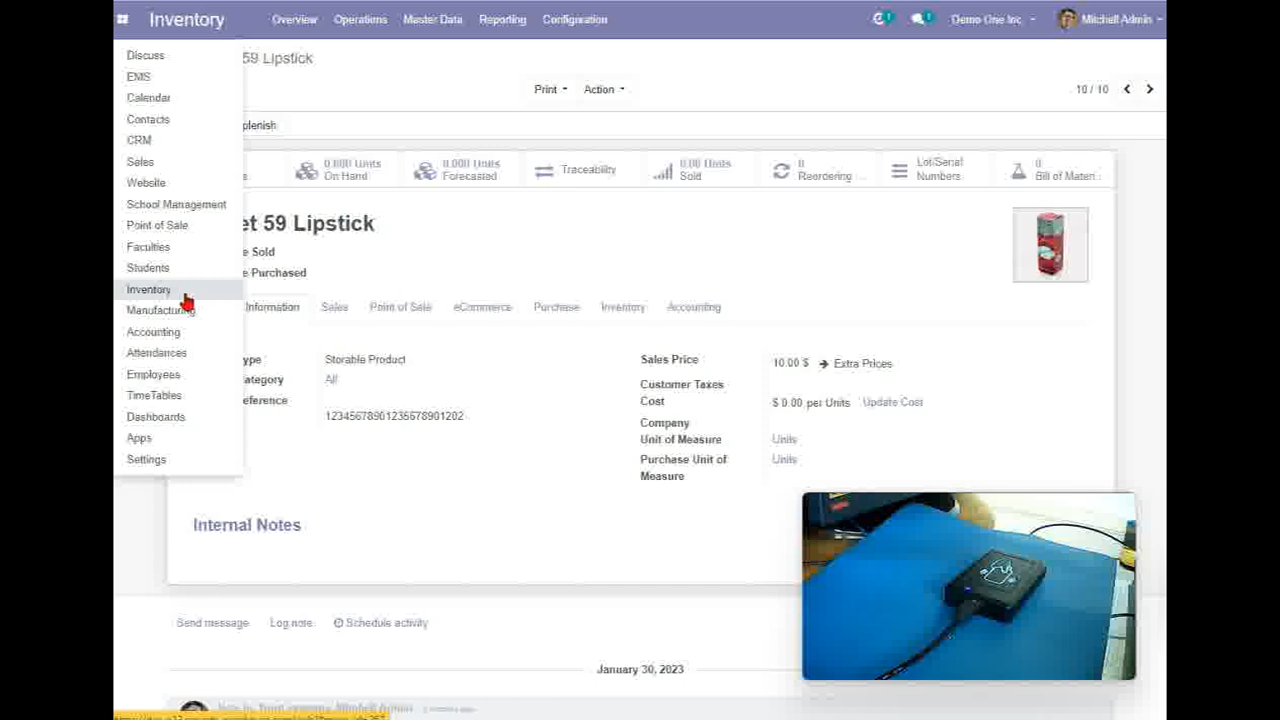 Inventory Overview Operations Master Data Reporting Configuration 1 1 Demo One Inc Mitchell Admin
Discuss
EMS
Calendar
Contacts
CRM
Sales
Website
School Management
Point of Sale
Faculties
Students
Inventory
Manufacturing
Accounting
Attendances
Employees
TimeTables
Dashboards
Apps
Settings
59 Lipstick
Print Action 10 / 10
plenish
0.000 Units On Hand
0.000 Units Forecasted
Traceability
0.00 Units Sold
0 Reordering ...
Lot/Serial Numbers
0 Bill of Materi...
et 59 Lipstick
e Sold
e Purchased
Information Sales Point of Sale eCommerce Purchase Inventory Accounting
ype Storable Product
ategory All
eference
12345678901235678901202
Sales Price 10.00 $ Extra Prices
Customer Taxes
Cost $ 0.00 per Units Update Cost
Company
Unit of Measure Units
Purchase Unit of Measure Units
Internal Notes
Send message Log note Schedule activity
January 30, 2023